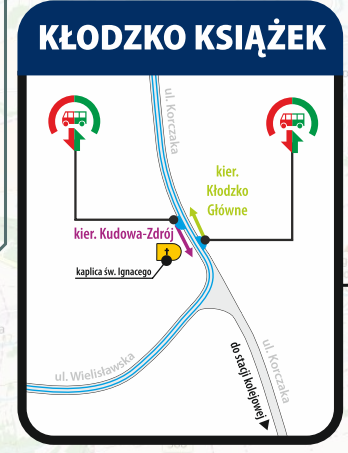 KŁODZKO KSIĄŻEK
ul. Korczaka
kier.
Kłodzko
Główne
kier. Kudowa-Zdrój
kaplica św. Ignacego
ul. Wielisławska
do stacji kolejowej
ul. Korczaka